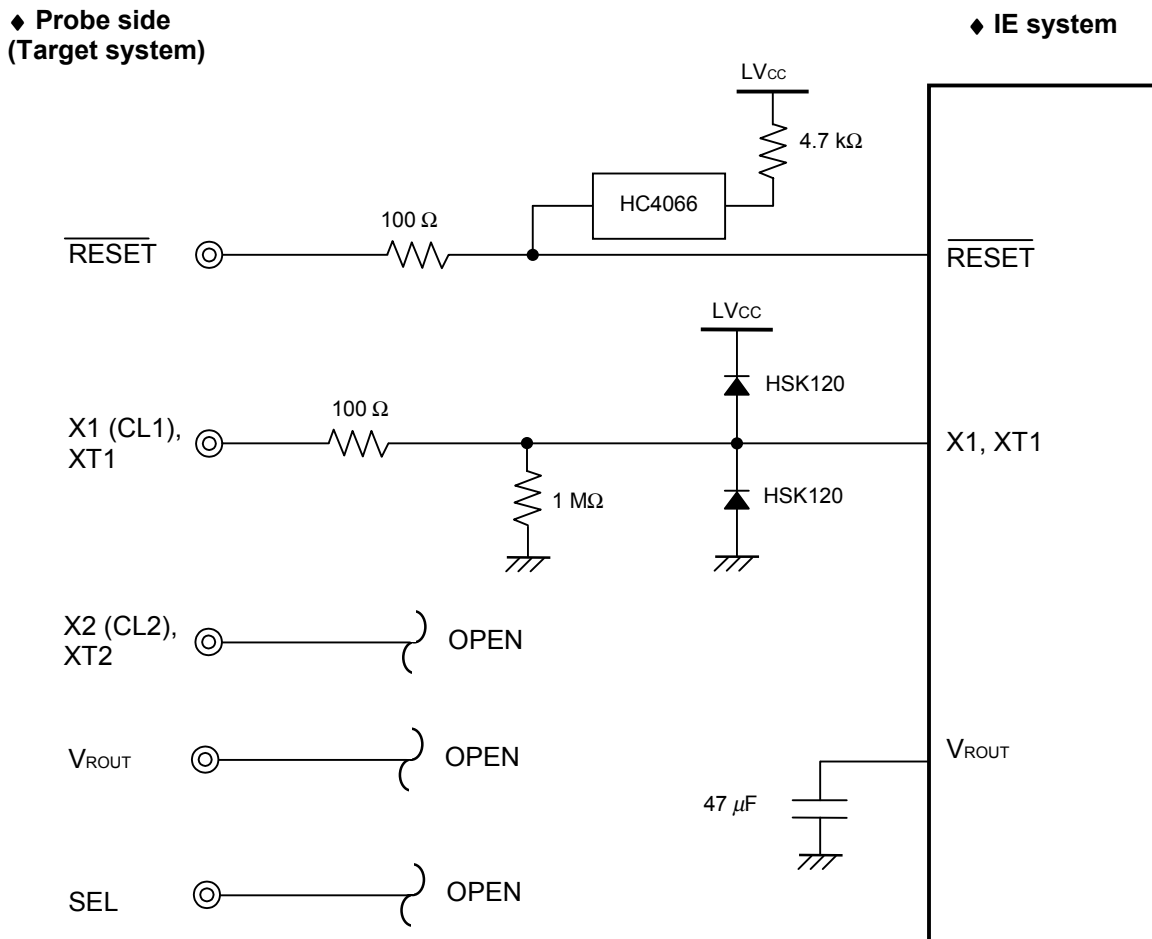 ♦ Probe side
(Target system)
♦ IE system
LVCC
4.7 kΩ
HC4066
100 Ω
RESET
RESET
LVCC
HSK120
100 Ω
X1 (CL1),
XT1
X1, XT1
1 MΩ
HSK120
X2 (CL2),
XT2
OPEN
VROUT
OPEN
VROUT
47 µF
SEL
OPEN